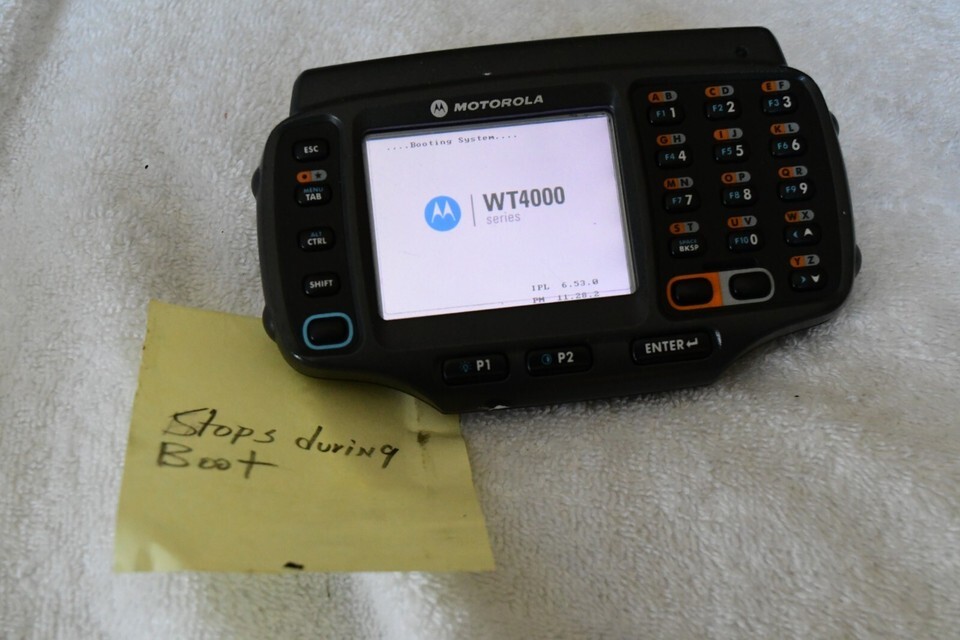 MOTOROLA
....Booting System....
WT4000
series
IPL 6.53.0
PM 11.28.2
ESC
MENU
TAB
ALT
CTRL
SHIFT
A B C D E F
F1 1 F2 2 F3 3
G H I J K L
F4 4 F5 5 F6 6
M N O P Q R
F7 7 F8 8 F9 9
S T U V W X
SPACE
BKSP F10 0
Y Z
P1 P2 ENTER
Stops during
Boot